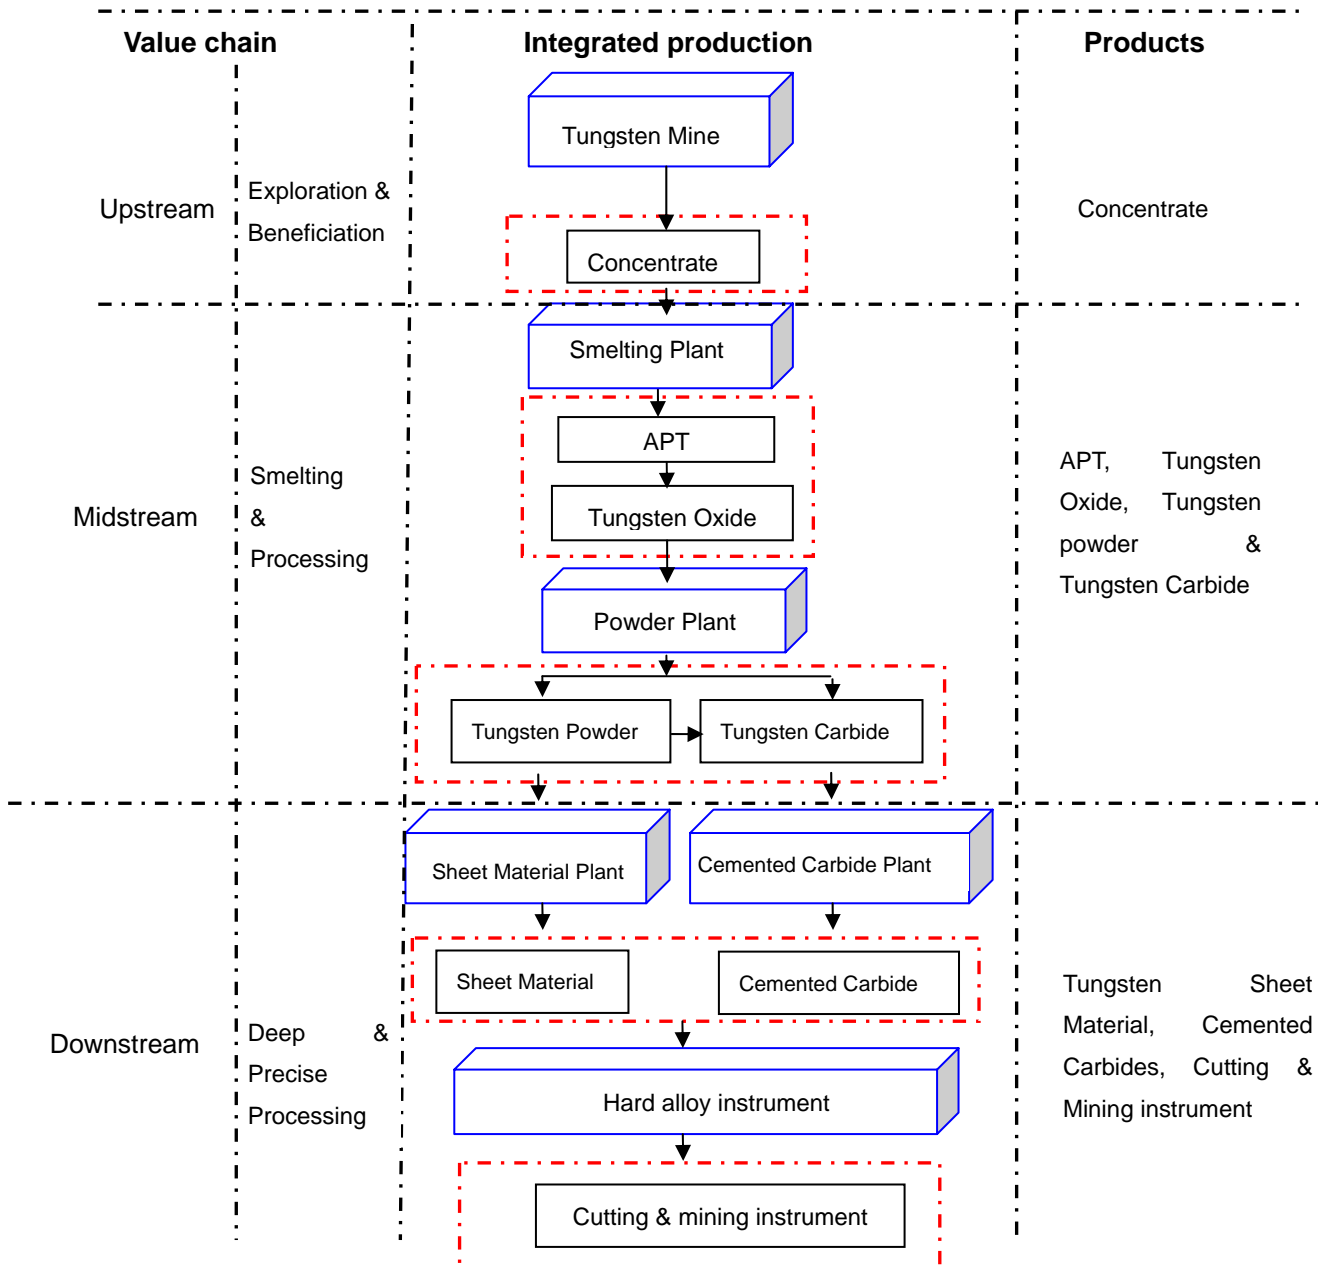 Value chain
Integrated production
Products
Tungsten Mine
Upstream
Exploration &
Beneficiation
Concentrate
Concentrate
Smelting Plant
APT
Tungsten Oxide
Midstream
Smelting
&
Processing
APT, Tungsten
Oxide, Tungsten
powder &
Tungsten Carbide
Powder Plant
Tungsten Powder
Tungsten Carbide
Sheet Material Plant
Cemented Carbide Plant
Sheet Material
Cemented Carbide
Downstream
Deep &
Precise
Processing
Tungsten Sheet
Material, Cemented
Carbides, Cutting &
Mining instrument
Hard alloy instrument
Cutting & mining instrument